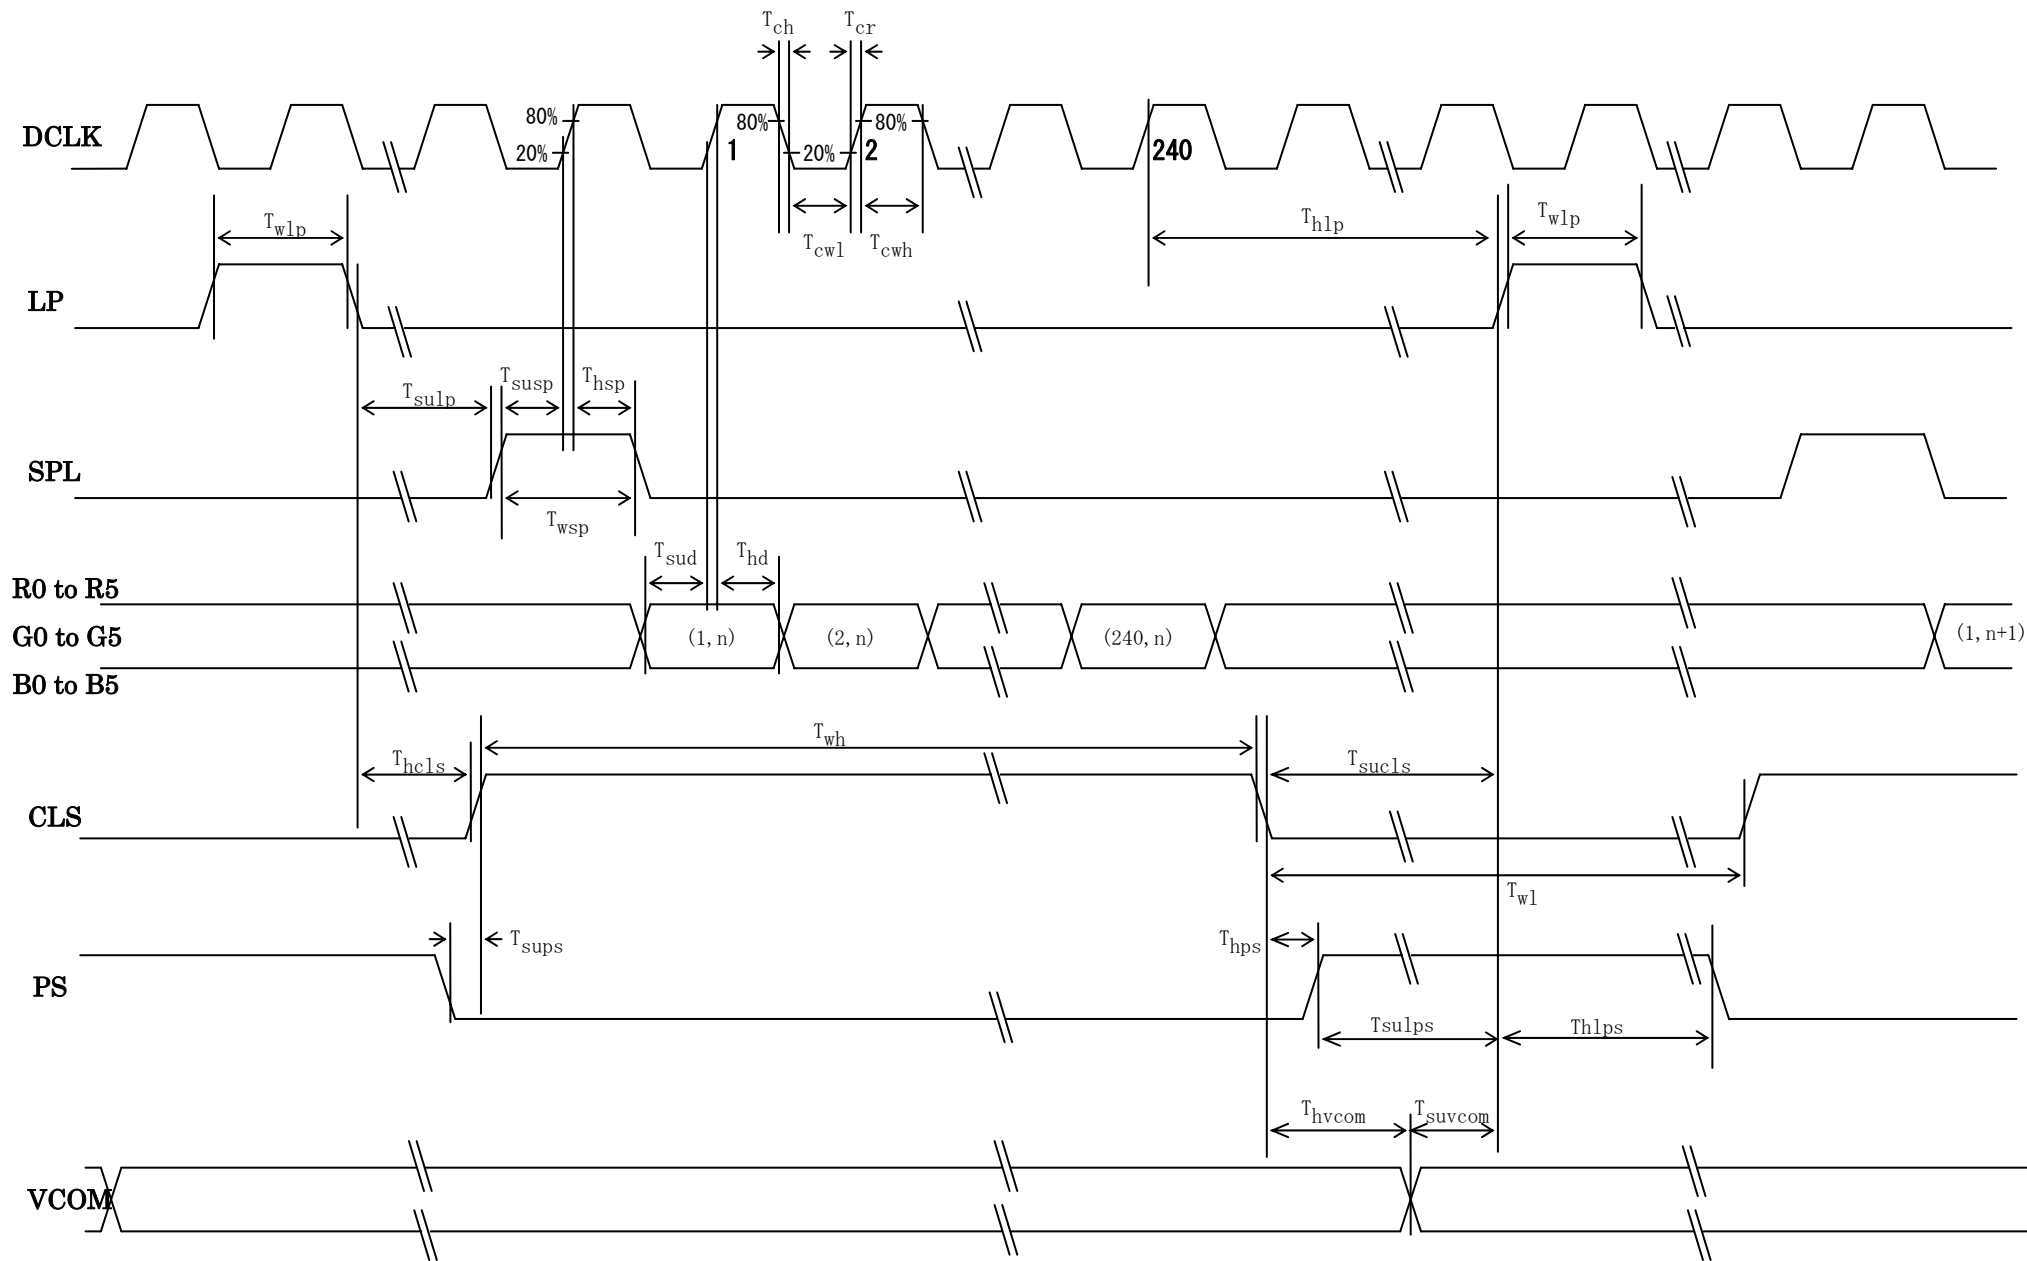 Tch Tcr
DCLK 80% 20% 1 80% 20% 2 80% 240
Twlp Tcwl Tcwh Thlp Twlp
LP
Tsulp Tsusp Thsp
SPL
Twsp
Tsud Thd
R0 to R5
G0 to G5 (1,n) (2,n) (240,n) (1,n+1)
B0 to B5
Twh
Thcls Tsucls
CLS
Twl
Tsups Thps
PS
Tsulps Thlps
Thvcom Tsuvcom
VCOM